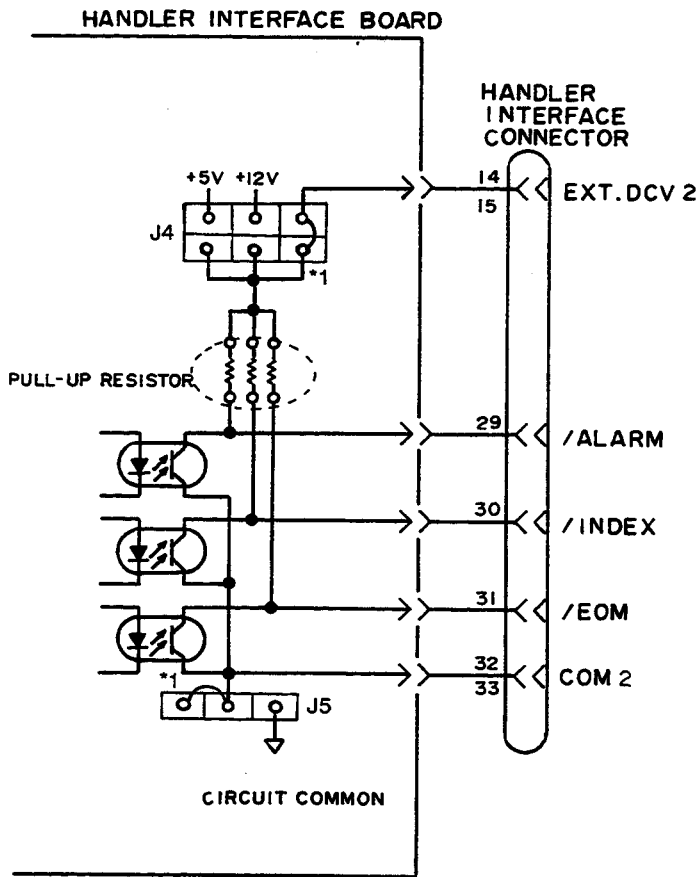 HANDLER INTERFACE BOARD
HANDLER
INTERFACE
CONNECTOR
+5V +12V
14
15
EXT.DCV 2
J4
*1
PULL-UP RESISTOR
29
/ALARM
30
/INDEX
31
/EOM
32
33
COM 2
*1
J5
CIRCUIT COMMON